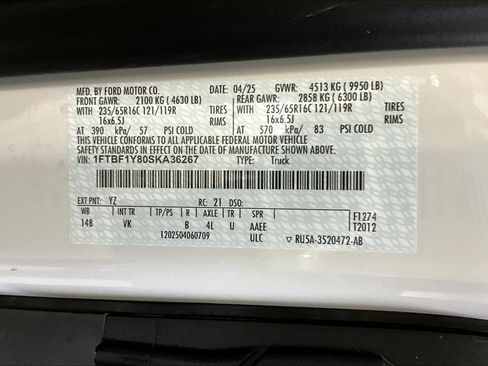 MFD. BY FORD MOTOR CO. DATE: 04/25 GVWR: 4513 KG ( 9950 LB)
FRONT GAWR: 2100 KG ( 4630 LB) REAR GAWR: 2858 KG ( 6300 LB)
WITH 235/65R16C 121/119R TIRES WITH 235/65R16C 121/119R TIRES
16x6.5J RIMS 16x6.5J RIMS
AT 390 kPa/ 57 PSI COLD AT 570 kPa/ 83 PSI COLD
THIS VEHICLE CONFORMS TO ALL APPLICABLE FEDERAL MOTOR VEHICLE
SAFETY STANDARDS IN EFFECT ON THE DATE OF MANUFACTURE SHOWN ABOVE.
VIN: 1FTBF1Y80SKA36267 TYPE: Truck
EXT PNT: YZ RC: 21 DSO:
WB INT TR TP/PS R AXLE TR SPR F1274
148 VK B 4L U AAEE T2012
1202504060709 ULC ▽ RU5A-3520472-AB